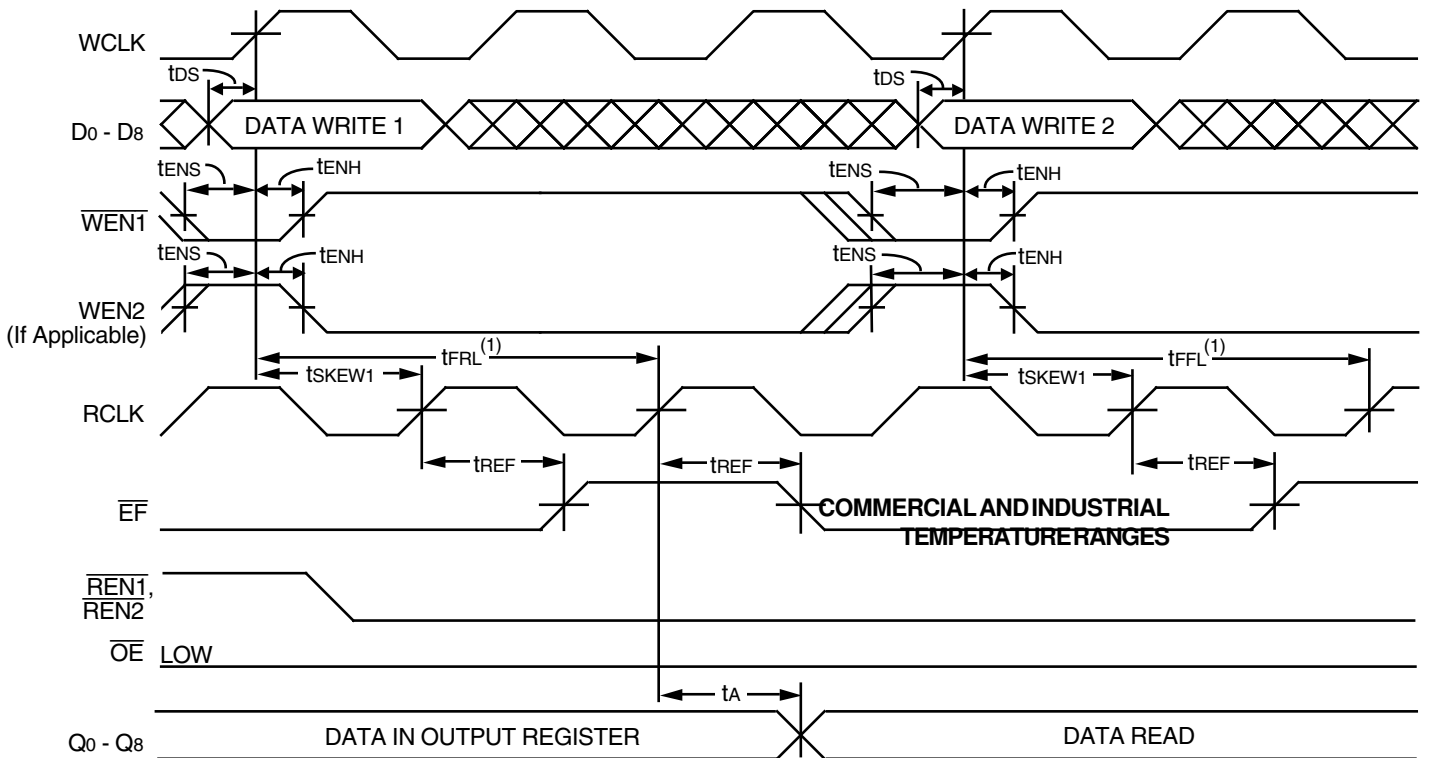 WCLK
tDS tDS
D0 - D8 DATA WRITE 1 DATA WRITE 2
tENS tENH tENS tENH
WEN1
tENS tENH tENS tENH
WEN2
(If Applicable)
tFRL(1) tFFL(1)
tSKEW1 tSKEW1
RCLK
tREF tREF tREF
EF COMMERCIAL AND INDUSTRIAL
TEMPERATURE RANGES
REN1,
REN2
OE LOW
tA
Q0 - Q8 DATA IN OUTPUT REGISTER DATA READ